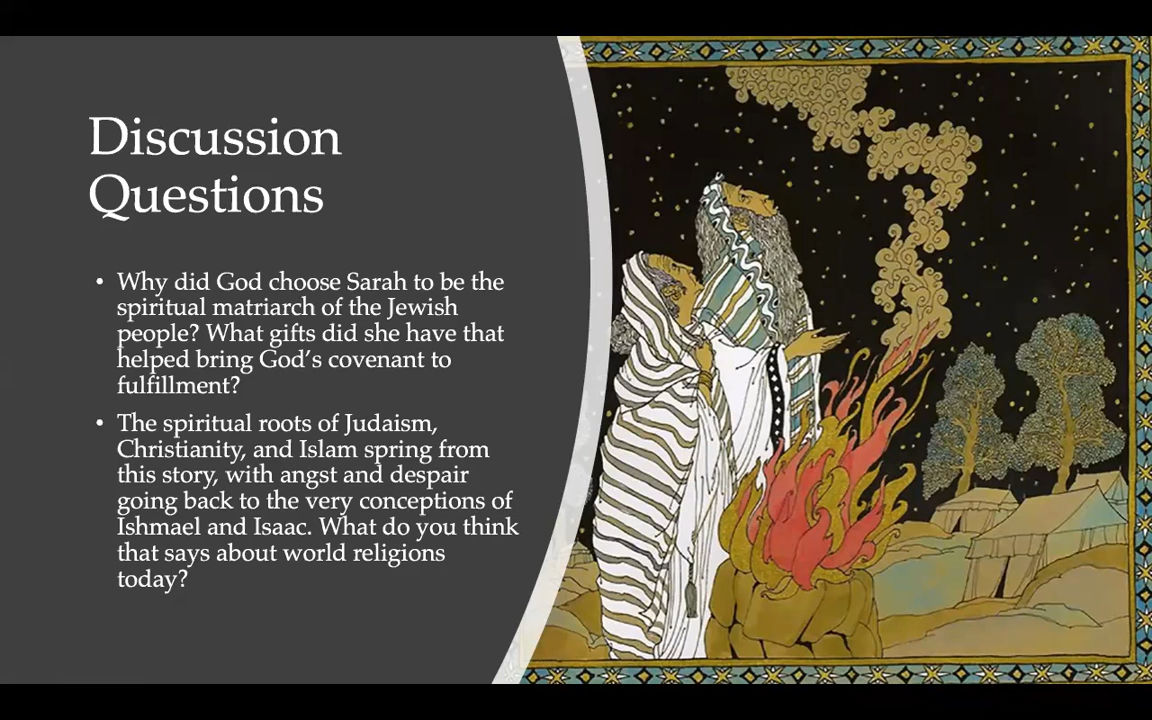 Discussion
Questions
• Why did God choose Sarah to be the
spiritual matriarch of the Jewish
people? What gifts did she have that
helped bring God’s covenant to
fulfillment?
• The spiritual roots of Judaism,
Christianity, and Islam spring from
this story, with angst and despair
going back to the very conceptions of
Ishmael and Isaac. What do you think
that says about world religions
today?